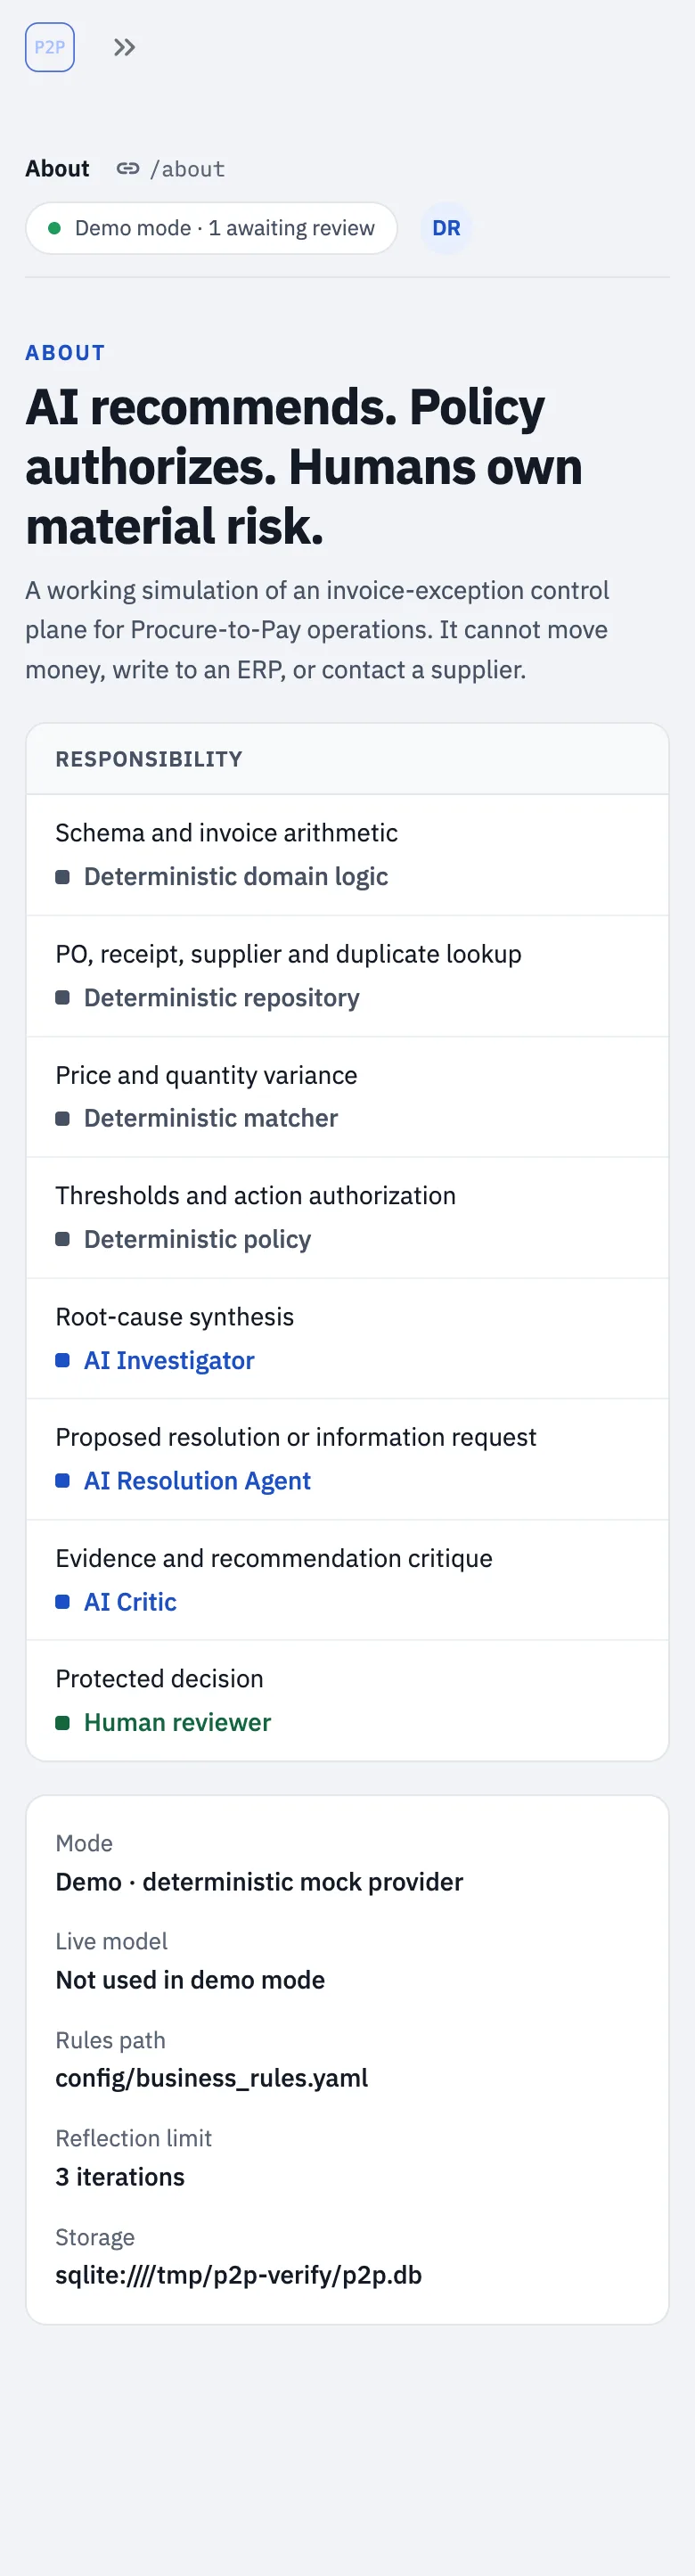 P2P
About /about
Demo mode · 1 awaiting review DR
ABOUT
AI recommends. Policy
authorizes. Humans own
material risk.
A working simulation of an invoice-exception control
plane for Procure-to-Pay operations. It cannot move
money, write to an ERP, or contact a supplier.
RESPONSIBILITY
Schema and invoice arithmetic
Deterministic domain logic
PO, receipt, supplier and duplicate lookup
Deterministic repository
Price and quantity variance
Deterministic matcher
Thresholds and action authorization
Deterministic policy
Root-cause synthesis
AI Investigator
Proposed resolution or information request
AI Resolution Agent
Evidence and recommendation critique
AI Critic
Protected decision
Human reviewer
Mode
Demo · deterministic mock provider
Live model
Not used in demo mode
Rules path
config/business_rules.yaml
Reflection limit
3 iterations
Storage
sqlite:////tmp/p2p-verify/p2p.db